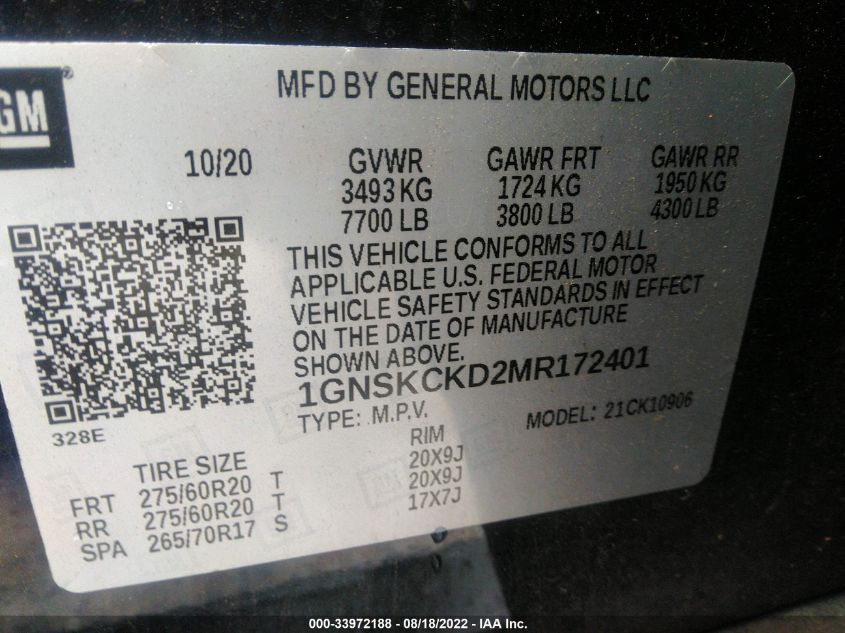 GM®
MFD BY GENERAL MOTORS LLC
10/20 GVWR GAWR FRT GAWR RR
3493 KG 1724 KG 1950 KG
7700 LB 3800 LB 4300 LB
THIS VEHICLE CONFORMS TO ALL
APPLICABLE U.S. FEDERAL MOTOR
VEHICLE SAFETY STANDARDS IN EFFECT
ON THE DATE OF MANUFACTURE
SHOWN ABOVE.
1GNSKCKD2MR172401
TYPE: M.P.V. MODEL: 21CK10906
328E
TIRE SIZE RIM
FRT 275/60R20 T 20X9J
RR 275/60R20 T 20X9J
SPA 265/70R17 S 17X7J
000-33972188 - 08/18/2022 - IAA Inc.